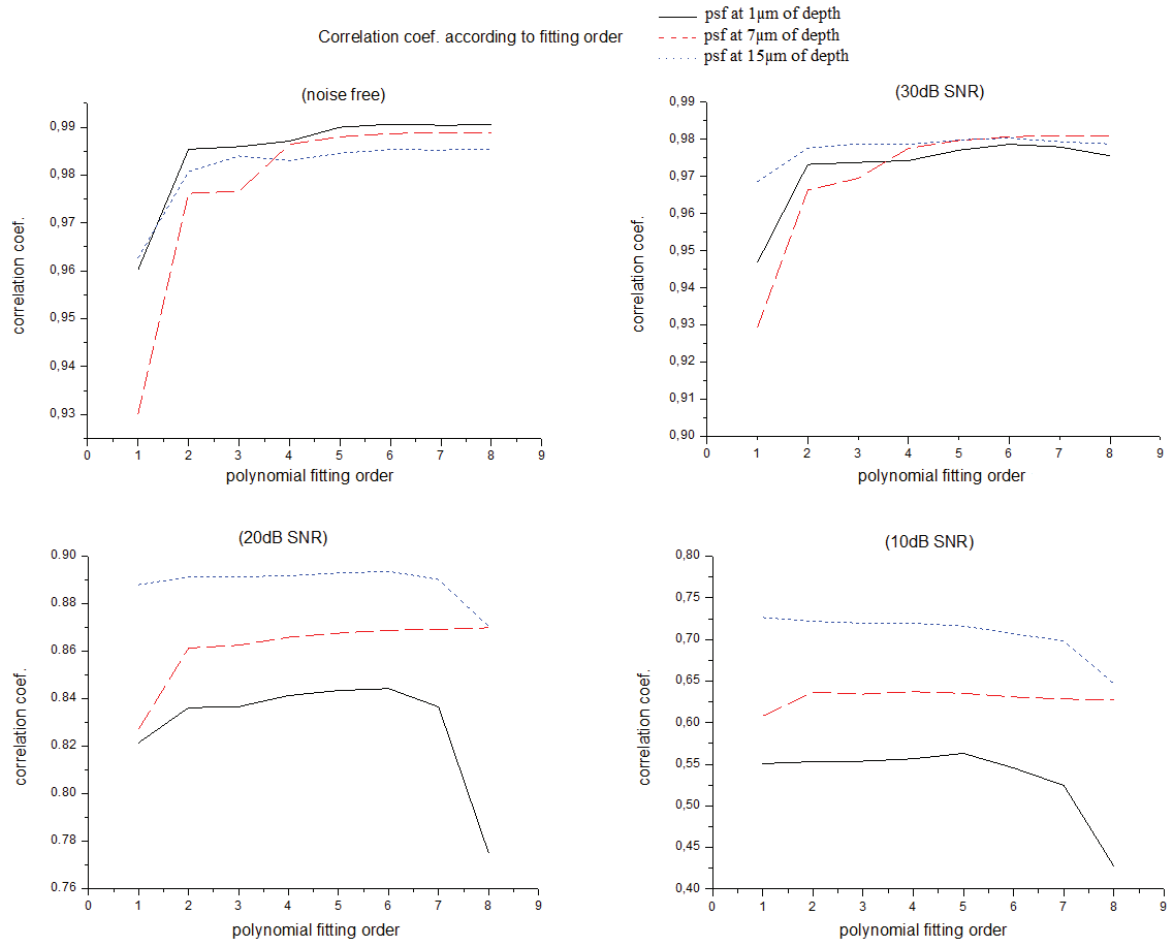 Correlation coef. according to fitting order
psf at 1μm of depth
psf at 7μm of depth
psf at 15μm of depth
(noise free)
0,99
0,98
0,97
0,96
0,95
0,94
0,93
correlation coef.
0 1 2 3 4 5 6 7 8 9
polynomial fitting order
(30dB SNR)
0,99
0,98
0,97
0,96
0,95
0,94
0,93
0,92
0,91
0,90
correlation coef.
0 1 2 3 4 5 6 7 8 9
polynomial fitting order
(20dB SNR)
0.90
0.88
0.86
0.84
0.82
0.80
0.78
0.76
correlation coef.
0 1 2 3 4 5 6 7 8 9
polynomial fitting order
(10dB SNR)
0,80
0,75
0,70
0,65
0,60
0,55
0,50
0,45
0,40
correlation coef.
0 1 2 3 4 5 6 7 8 9
polynomial fitting order